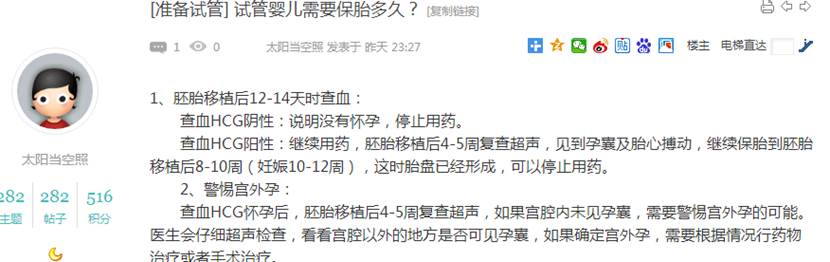 [准备试管] 试管婴儿需要保胎多久？ [复制链接]
1 0 太阳当空照 发表于 昨天 23:27 贴 楼主 电梯直达
1、胚胎移植后12-14天时查血：
查血HCG阴性：说明没有怀孕，停止用药。
查血HCG阳性：继续用药，胚胎移植后4-5周复查超声，见到孕囊及胎心搏动，继续保胎到胚胎
移植后8-10周（妊娠10-12周），这时胎盘已经形成，可以停止用药。
2、警惕宫外孕：
查血HCG怀孕后，胚胎移植后4-5周复查超声，如果宫腔内未见孕囊，需要警惕宫外孕的可能。
医生会仔细超声检查，看看宫腔以外的地方是否可见孕囊，如果确定宫外孕，需要根据情况行药物
治疗或者手术治疗。
太阳当空照
282 282 516
主题 帖子 积分